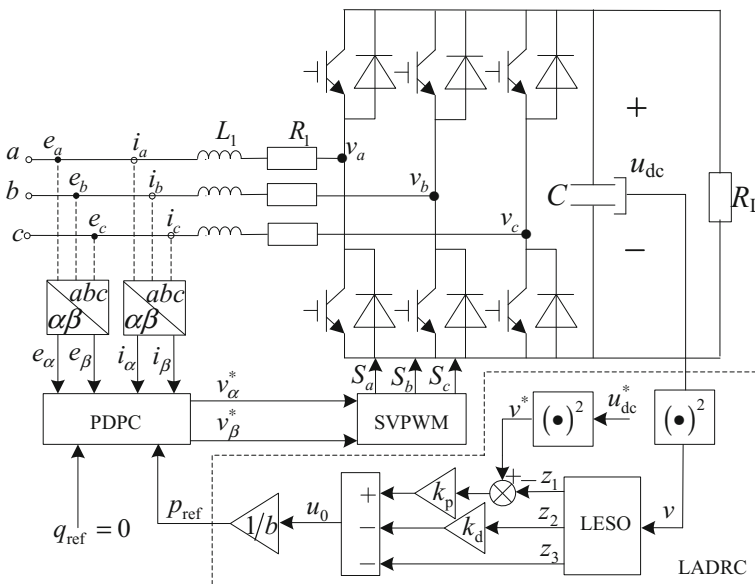 a
b
c
e_a
e_b
e_c
i_a
i_b
i_c
L_1
R_1
v_a
v_b
v_c
+
C
u_dc
−
R_L
abc
αβ
abc
αβ
e_α
e_β
i_α
i_β
S_a
S_b
S_c
PDPC
v_α^*
v_β^*
SVPWM
v^*
(•)^2
u_dc^*
(•)^2
q_ref = 0
p_ref
1/b
u_0
+
−
−
k_p
k_d
+
−
z_1
z_2
z_3
LESO
v
LADRC